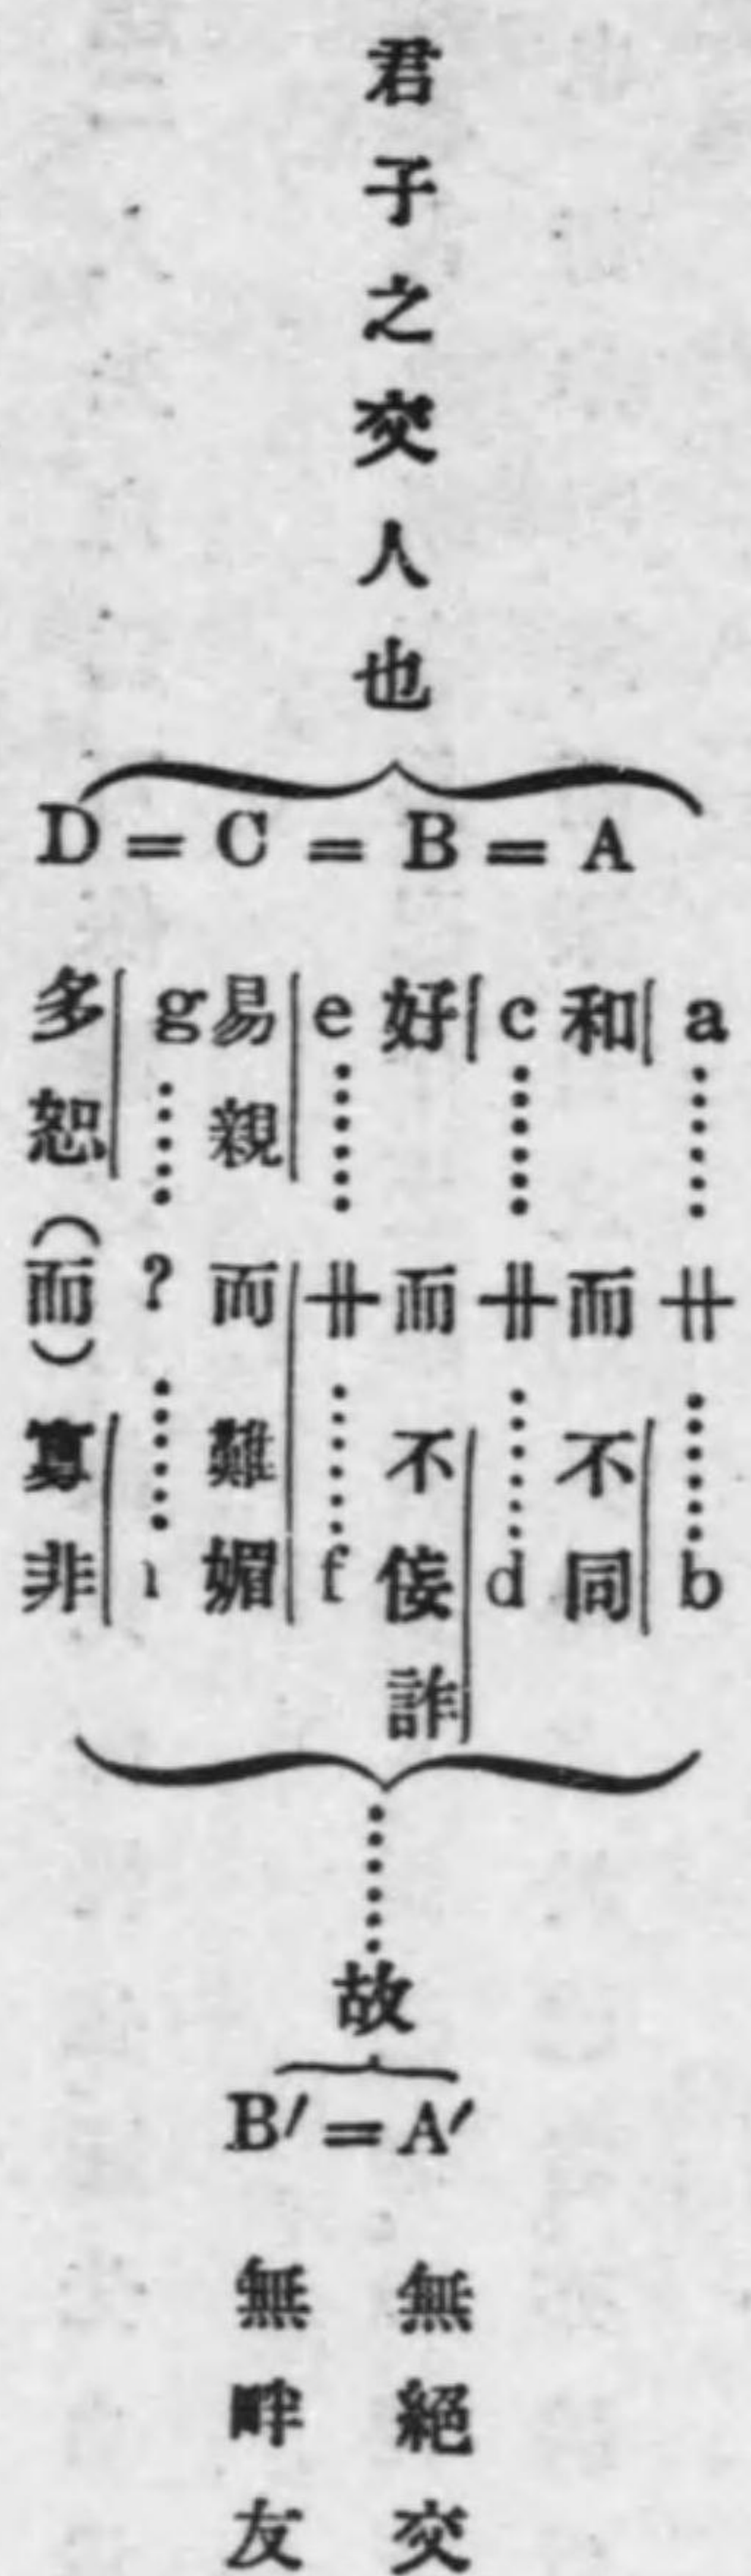 君子之交人也
D = C = B = A
a……卄……b
和而不同
c……卄……d
好而不佞詐
e……卄……f
易親而難媚
g……?……ı
多恕（而）寡非
……故
B′ = A′
無絕交
無畔友